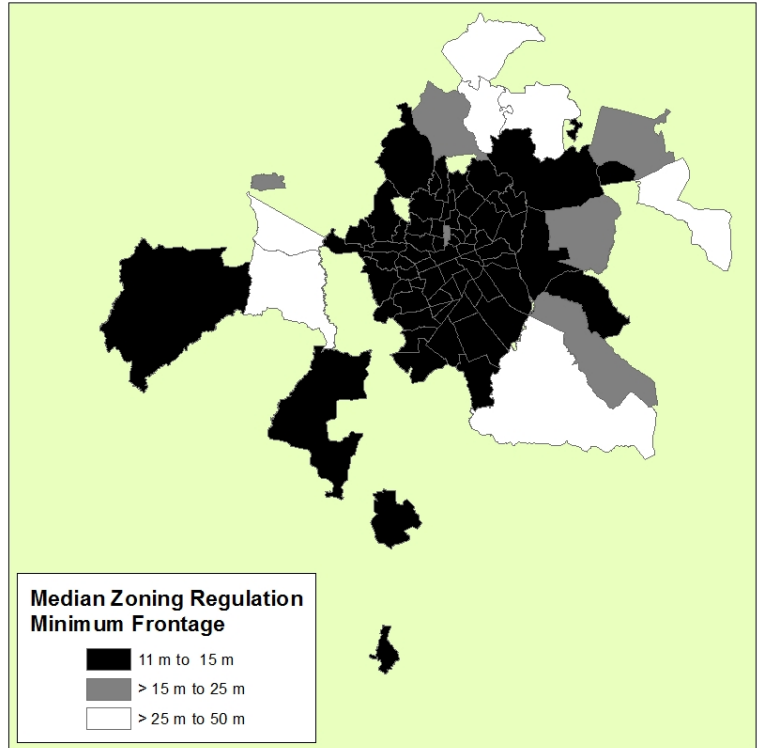 Median Zoning Regulation
Minimum Frontage
11 m to 15 m
> 15 m to 25 m
> 25 m to 50 m